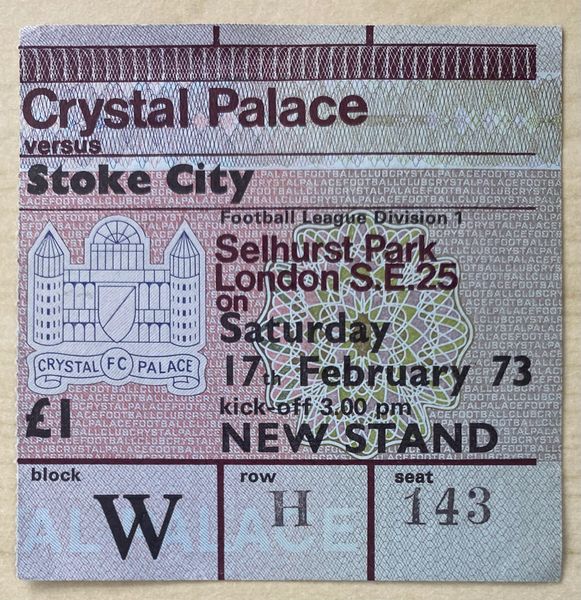 Crystal Palace
versus
Stoke City
Football League Division 1
Selhurst Park
London S.E.25
on
Saturday
17th February 73
kick-off 3.00 pm
NEW STAND
CRYSTAL FC PALACE
£1
block row seat
W H 143